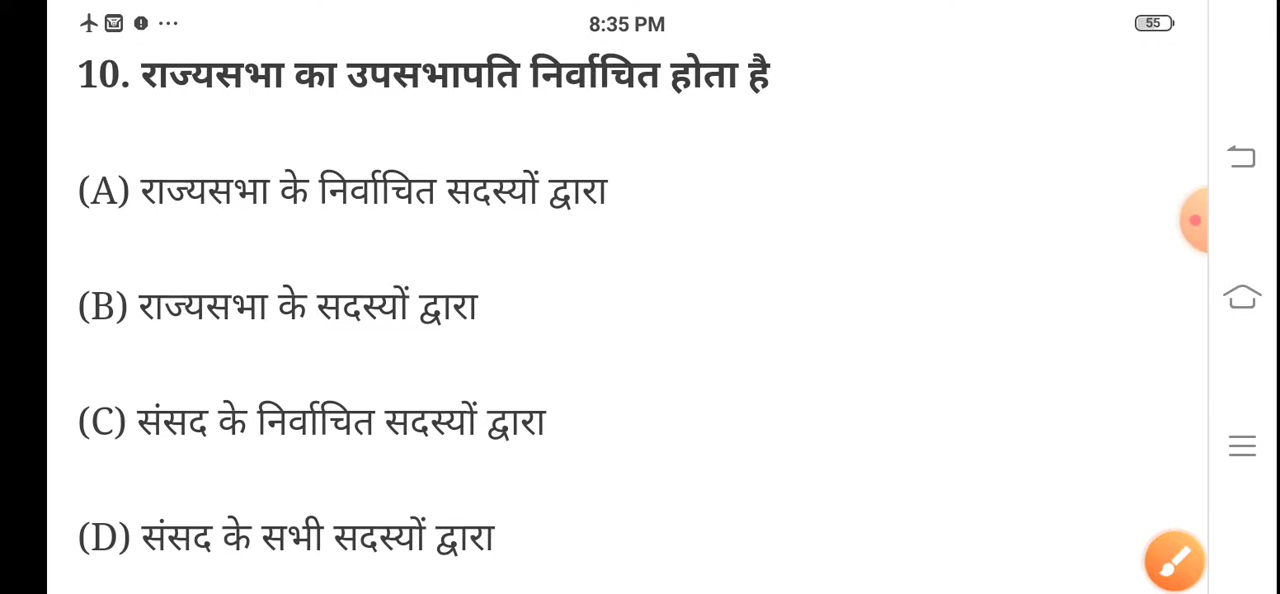 8:35 PM
55
10. राज्यसभा का उपसभापति निर्वाचित होता है
(A) राज्यसभा के निर्वाचित सदस्यों द्वारा
(B) राज्यसभा के सदस्यों द्वारा
(C) संसद के निर्वाचित सदस्यों द्वारा
(D) संसद के सभी सदस्यों द्वारा